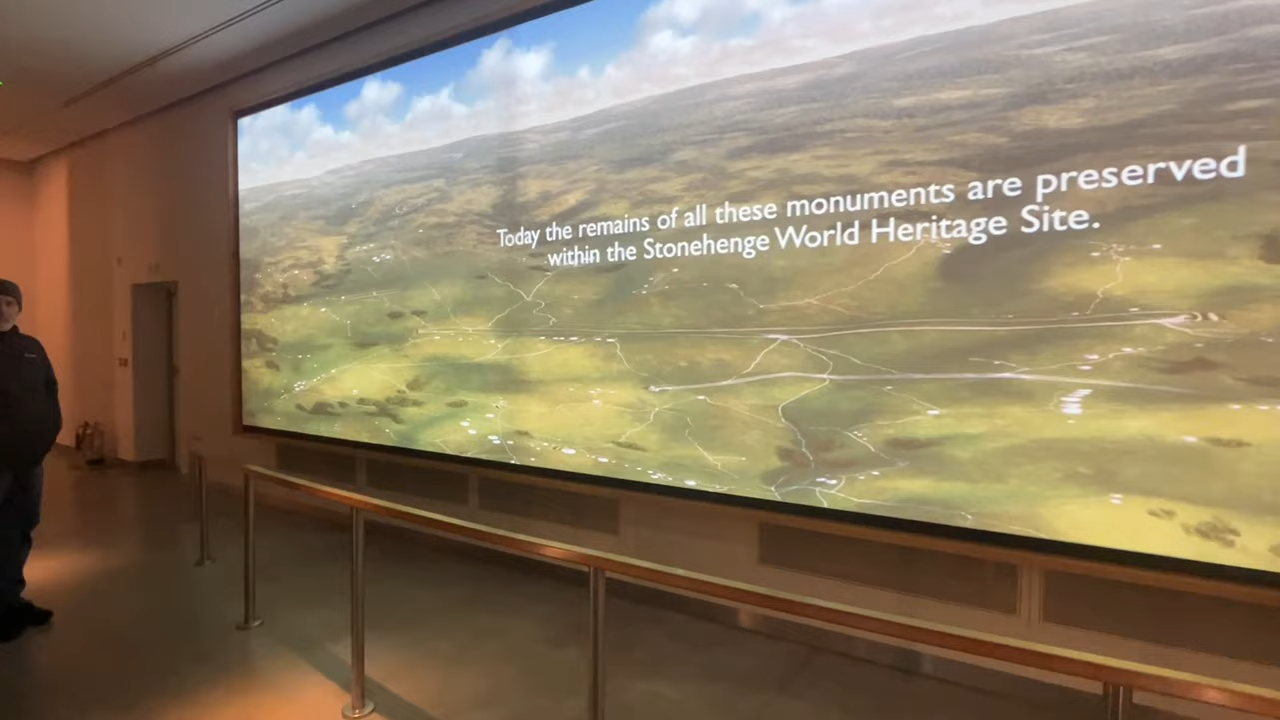 Today the remains of all these monuments are preserved
within the Stonehenge World Heritage Site.